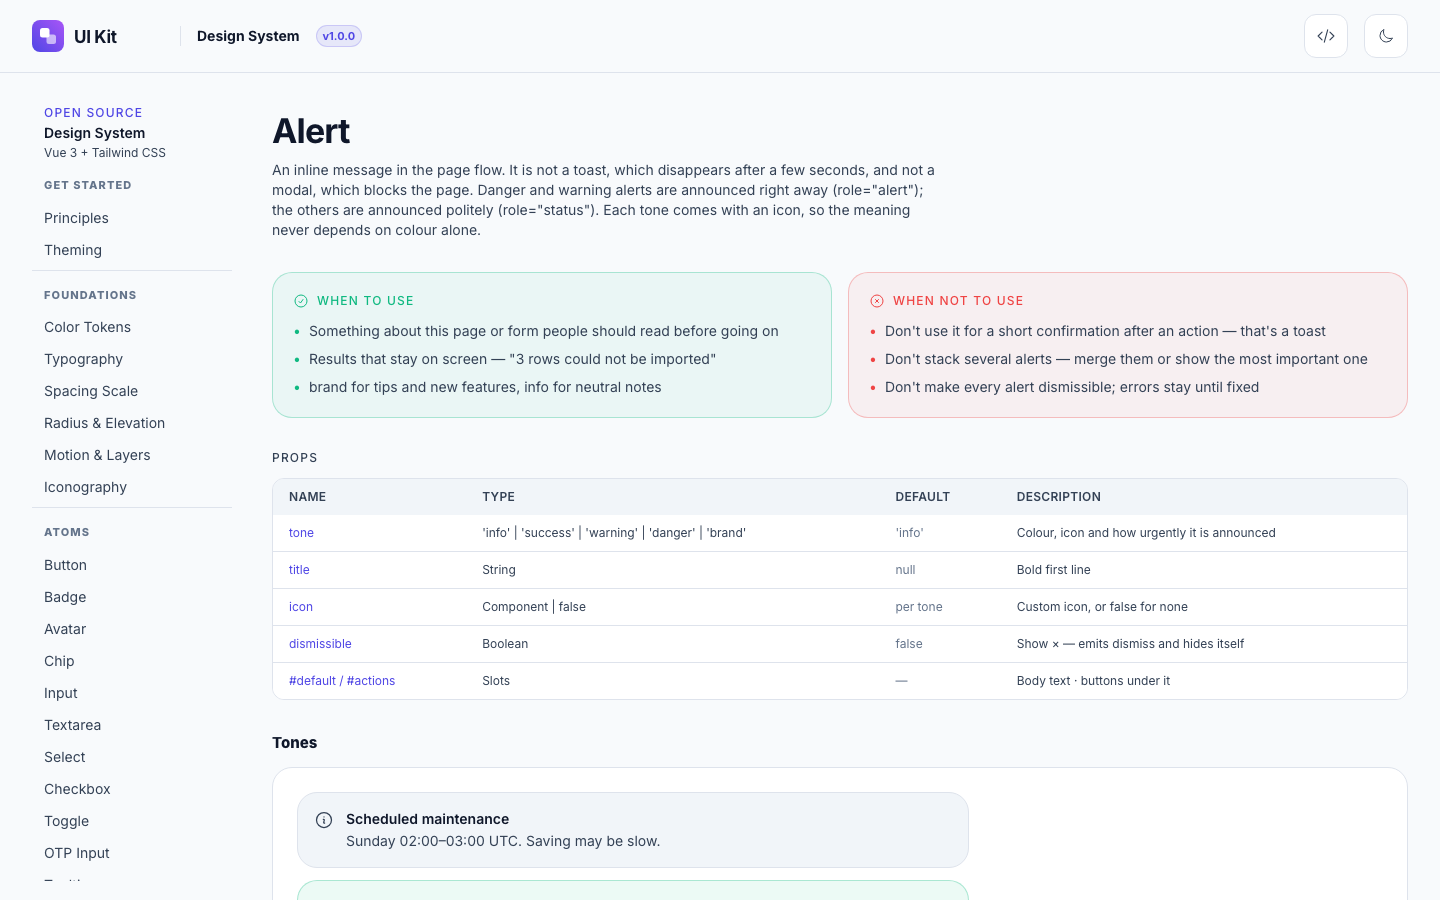 UI Kit
Design System
v1.0.0
OPEN SOURCE
Design System
Vue 3 + Tailwind CSS
GET STARTED
Principles
Theming
FOUNDATIONS
Color Tokens
Typography
Spacing Scale
Radius & Elevation
Motion & Layers
Iconography
ATOMS
Button
Badge
Avatar
Chip
Input
Textarea
Select
Checkbox
Toggle
OTP Input
Alert
An inline message in the page flow. It is not a toast, which disappears after a few seconds, and not a
modal, which blocks the page. Danger and warning alerts are announced right away (role="alert");
the others are announced politely (role="status"). Each tone comes with an icon, so the meaning
never depends on colour alone.
WHEN TO USE
• Something about this page or form people should read before going on
• Results that stay on screen — "3 rows could not be imported"
• brand for tips and new features, info for neutral notes
WHEN NOT TO USE
• Don't use it for a short confirmation after an action — that's a toast
• Don't stack several alerts — merge them or show the most important one
• Don't make every alert dismissible; errors stay until fixed
PROPS
NAME TYPE DEFAULT DESCRIPTION
tone 'info' | 'success' | 'warning' | 'danger' | 'brand' 'info' Colour, icon and how urgently it is announced
title String null Bold first line
icon Component | false per tone Custom icon, or false for none
dismissible Boolean false Show × — emits dismiss and hides itself
#default / #actions Slots — Body text · buttons under it
Tones
Scheduled maintenance
Sunday 02:00–03:00 UTC. Saving may be slow.